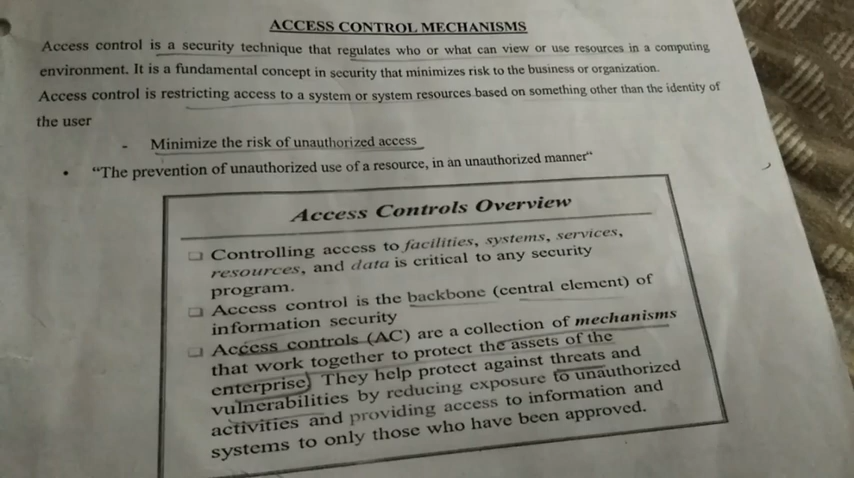 ACCESS CONTROL MECHANISMS
Access control is a security technique that regulates who or what can view or use resources in a computing
environment. It is a fundamental concept in security that minimizes risk to the business or organization.
Access control is restricting access to a system or system resources based on something other than the identity of
the user
- Minimize the risk of unauthorized access
• “The prevention of unauthorized use of a resource, in an unauthorized manner“
Access Controls Overview
❑ Controlling access to facilities, systems, services,
resources, and data is critical to any security
program.
❑ Access control is the backbone (central element) of
information security
❑ Access controls (AC) are a collection of mechanisms
that work together to protect the assets of the
enterprise. They help protect against threats and
vulnerabilities by reducing exposure to unauthorized
activities and providing access to information and
systems to only those who have been approved.